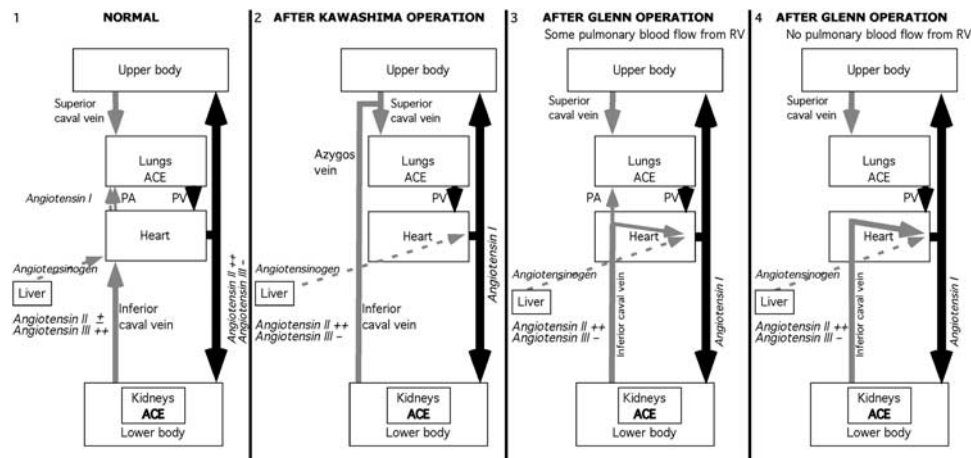 1 NORMAL
Upper body
Superior
caval vein
Lungs
ACE
Angiotensin I
PA
PV
Heart
Angiotensinogen
Liver
Angiotensin II ±
Angiotensin III ++
Inferior
caval vein
Angiotensin II ++
Angiotensin III –
Kidneys
ACE
Lower body
2 AFTER KAWASHIMA OPERATION
Upper body
Superior
caval vein
Azygos
vein
Lungs
ACE
PV
Heart
Angiotensinogen
Liver
Angiotensin II ++
Angiotensin III –
Inferior
caval vein
Angiotensin I
Kidneys
ACE
Lower body
3 AFTER GLENN OPERATION
Some pulmonary blood flow from RV
Upper body
Superior
caval vein
Lungs
ACE
PA
PV
Heart
Angiotensinogen
Liver
Angiotensin II ++
Angiotensin III –
Inferior caval vein
Angiotensin I
Kidneys
ACE
Lower body
4 AFTER GLENN OPERATION
No pulmonary blood flow from RV
Upper body
Superior
caval vein
Lungs
ACE
PV
Heart
Angiotensinogen
Liver
Angiotensin II ++
Angiotensin III –
Inferior caval vein
Angiotensin I
Kidneys
ACE
Lower body